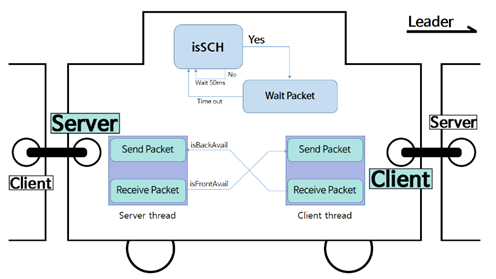 Leader
isSCH
Yes
No
Wait 50ms
Time out
Wait Packet
Server
Server
Client
Client
Send Packet
isBackAvail
Send Packet
Receive Packet
isFrontAvail
Receive Packet
Server thread
Client thread